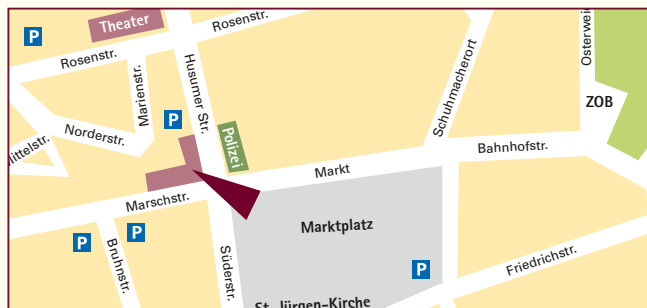 Theater
Rosenstr.
P
Rosenstr.
Husumer Str.
Schuhmacherort
Osterwei
Marienstr.
ZOB
P
Norderstr.
Polizei
Mittelstr.
Bahnhofstr.
Markt
Marschstr.
Marktplatz
P
P
Bruhnstr.
Süderstr.
P
Friedrichstr.
St. Jürgen-Kirche